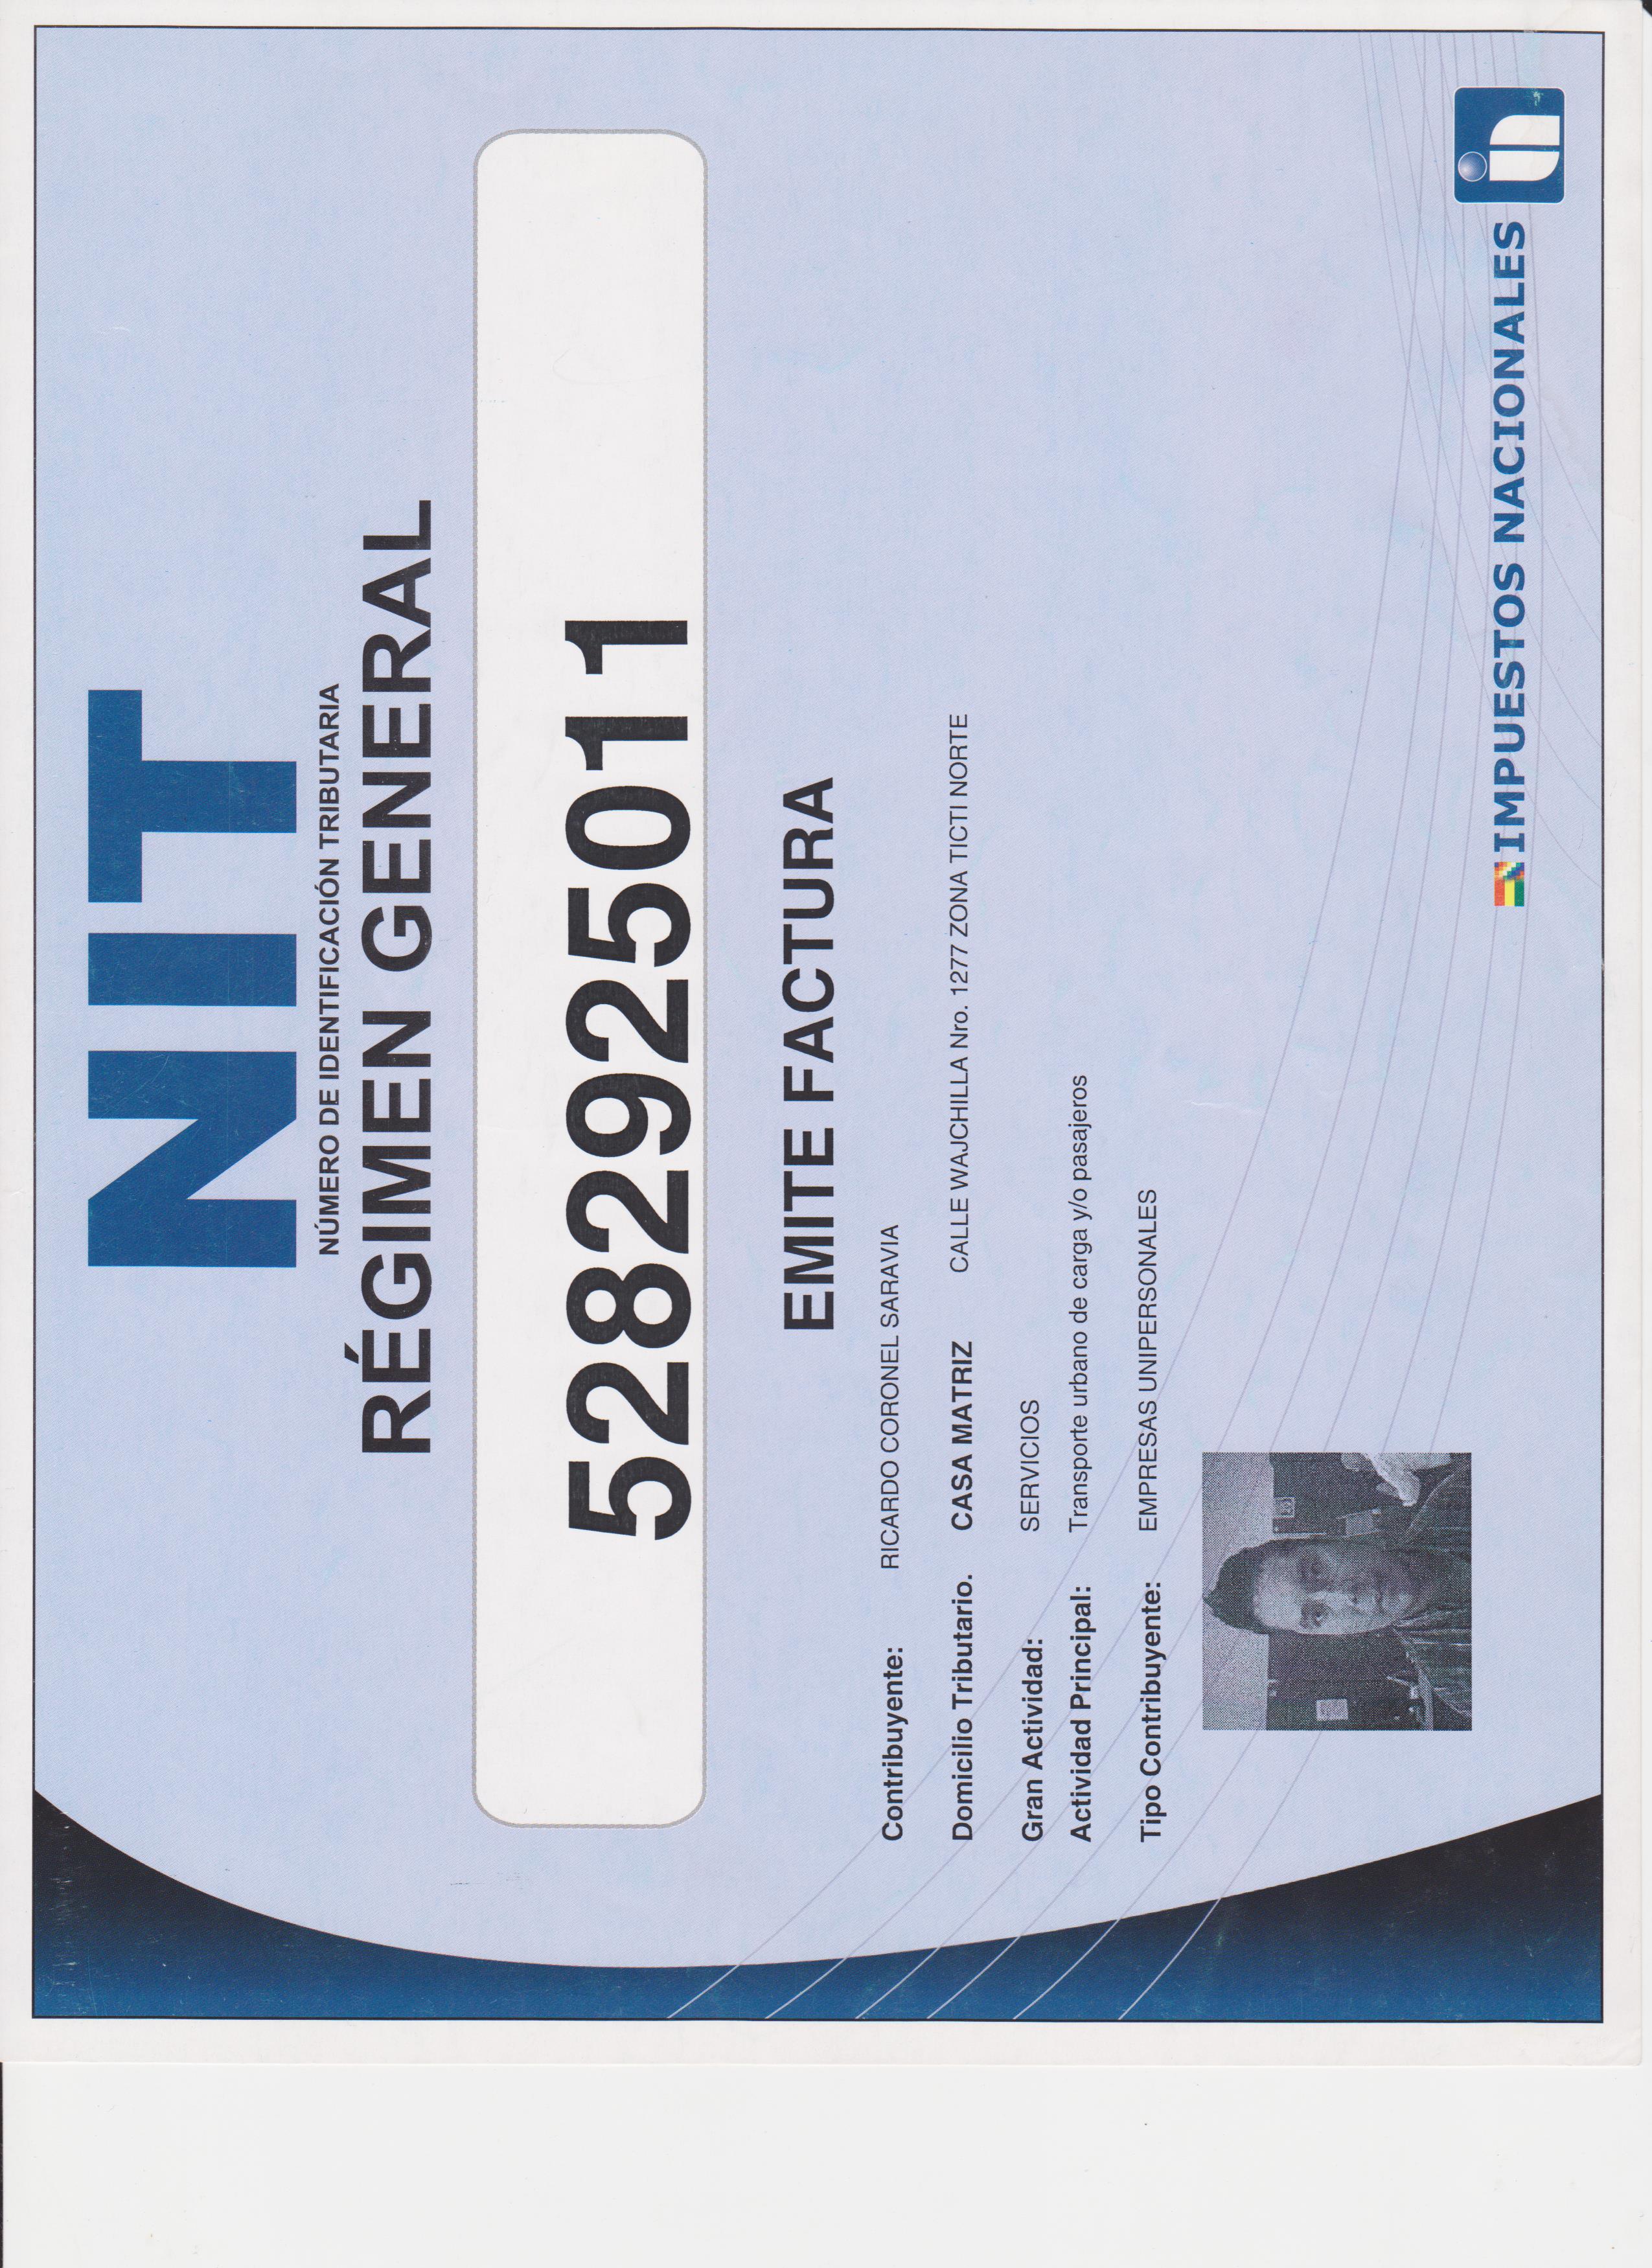 NIT
NÚMERO DE IDENTIFICACIÓN TRIBUTARIA
RÉGIMEN GENERAL
5282925011
EMITE FACTURA
Contribuyente: RICARDO CORONEL SARAVIA
Domicilio Tributario. CASA MATRIZ CALLE WAJCHILLA Nro. 1277 ZONA TICTI NORTE
Gran Actividad: SERVICIOS
Actividad Principal: Transporte urbano de carga y/o pasajeros
Tipo Contribuyente: EMPRESAS UNIPERSONALES
IMPUESTOS NACIONALES